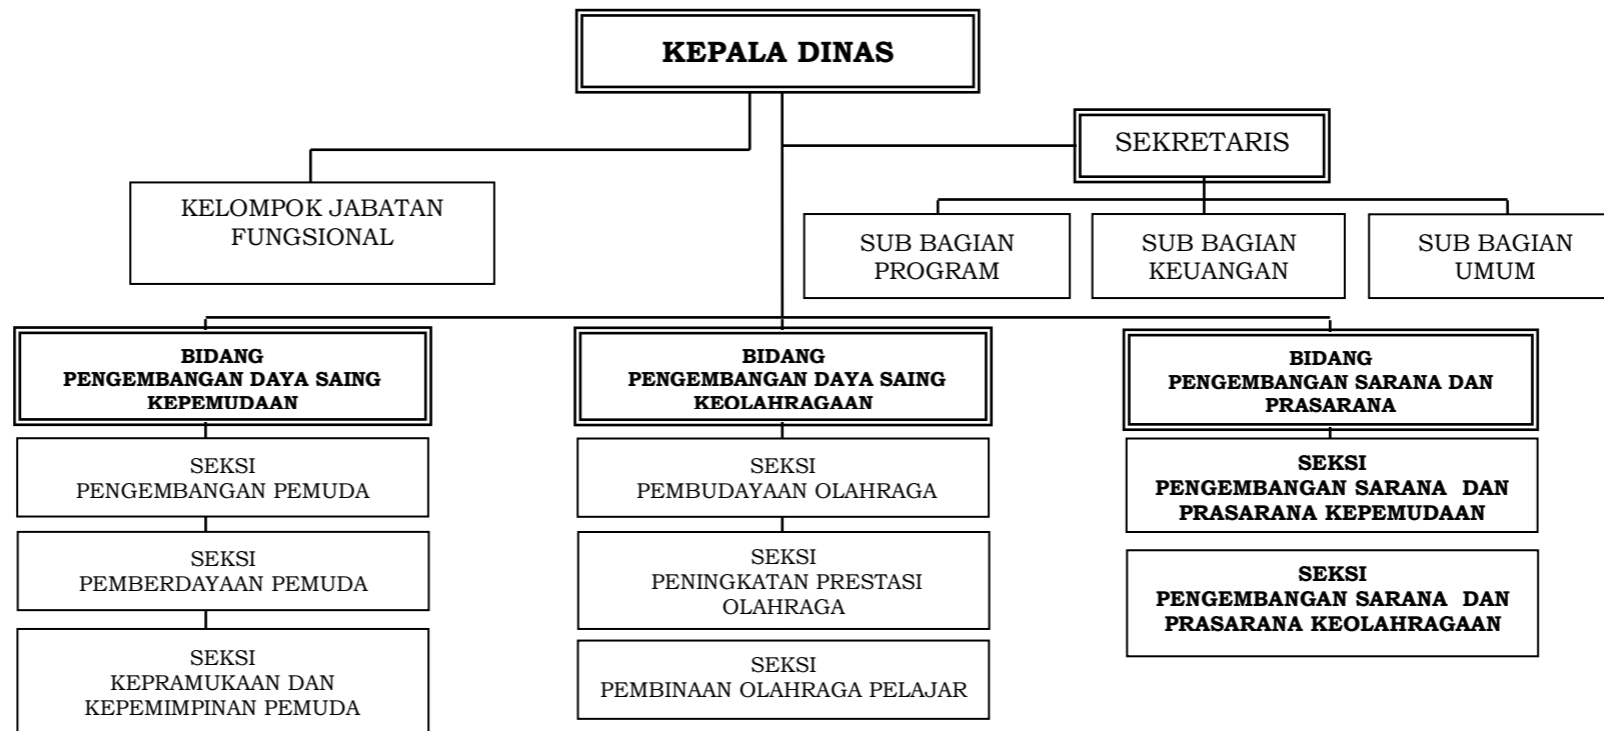 KEPALA DINAS
SEKRETARIS
KELOMPOK JABATAN
FUNGSIONAL
SUB BAGIAN
PROGRAM
SUB BAGIAN
KEUANGAN
SUB BAGIAN
UMUM
BIDANG
PENGEMBANGAN DAYA SAING
KEPEMUDAAN
BIDANG
PENGEMBANGAN DAYA SAING
KEOLAHRAGAAN
BIDANG
PENGEMBANGAN SARANA DAN
PRASARANA
SEKSI
PENGEMBANGAN PEMUDA
SEKSI
PEMBUDAYAAN OLAHRAGA
SEKSI
PENGEMBANGAN SARANA  DAN
PRASARANA KEPEMUDAAN
SEKSI
PEMBERDAYAAN PEMUDA
SEKSI
PENINGKATAN PRESTASI
OLAHRAGA
SEKSI
PENGEMBANGAN SARANA  DAN
PRASARANA KEOLAHRAGAAN
SEKSI
KEPRAMUKAAN DAN
KEPEMIMPINAN PEMUDA
SEKSI
PEMBINAAN OLAHRAGA PELAJAR